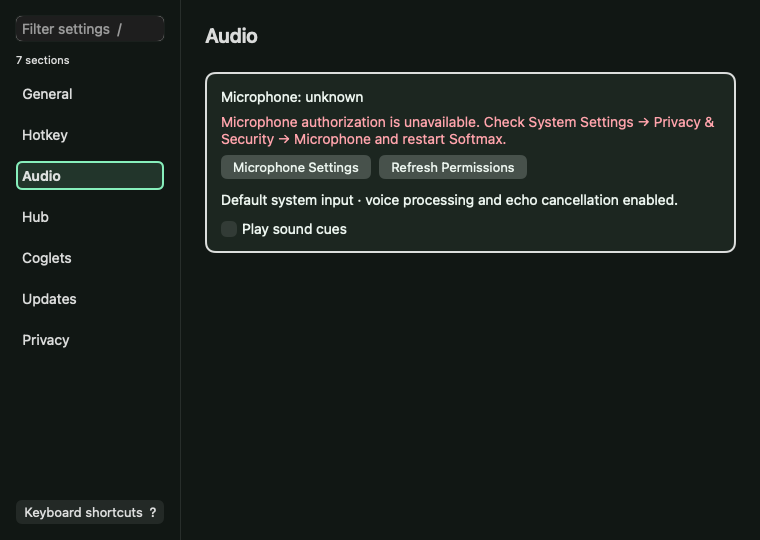 Filter settings /
7 sections
General
Hotkey
Audio
Hub
Coglets
Updates
Privacy
Keyboard shortcuts ?
Audio
Microphone: unknown
Microphone authorization is unavailable. Check System Settings → Privacy &
Security → Microphone and restart Softmax.
Microphone Settings
Refresh Permissions
Default system input · voice processing and echo cancellation enabled.
Play sound cues